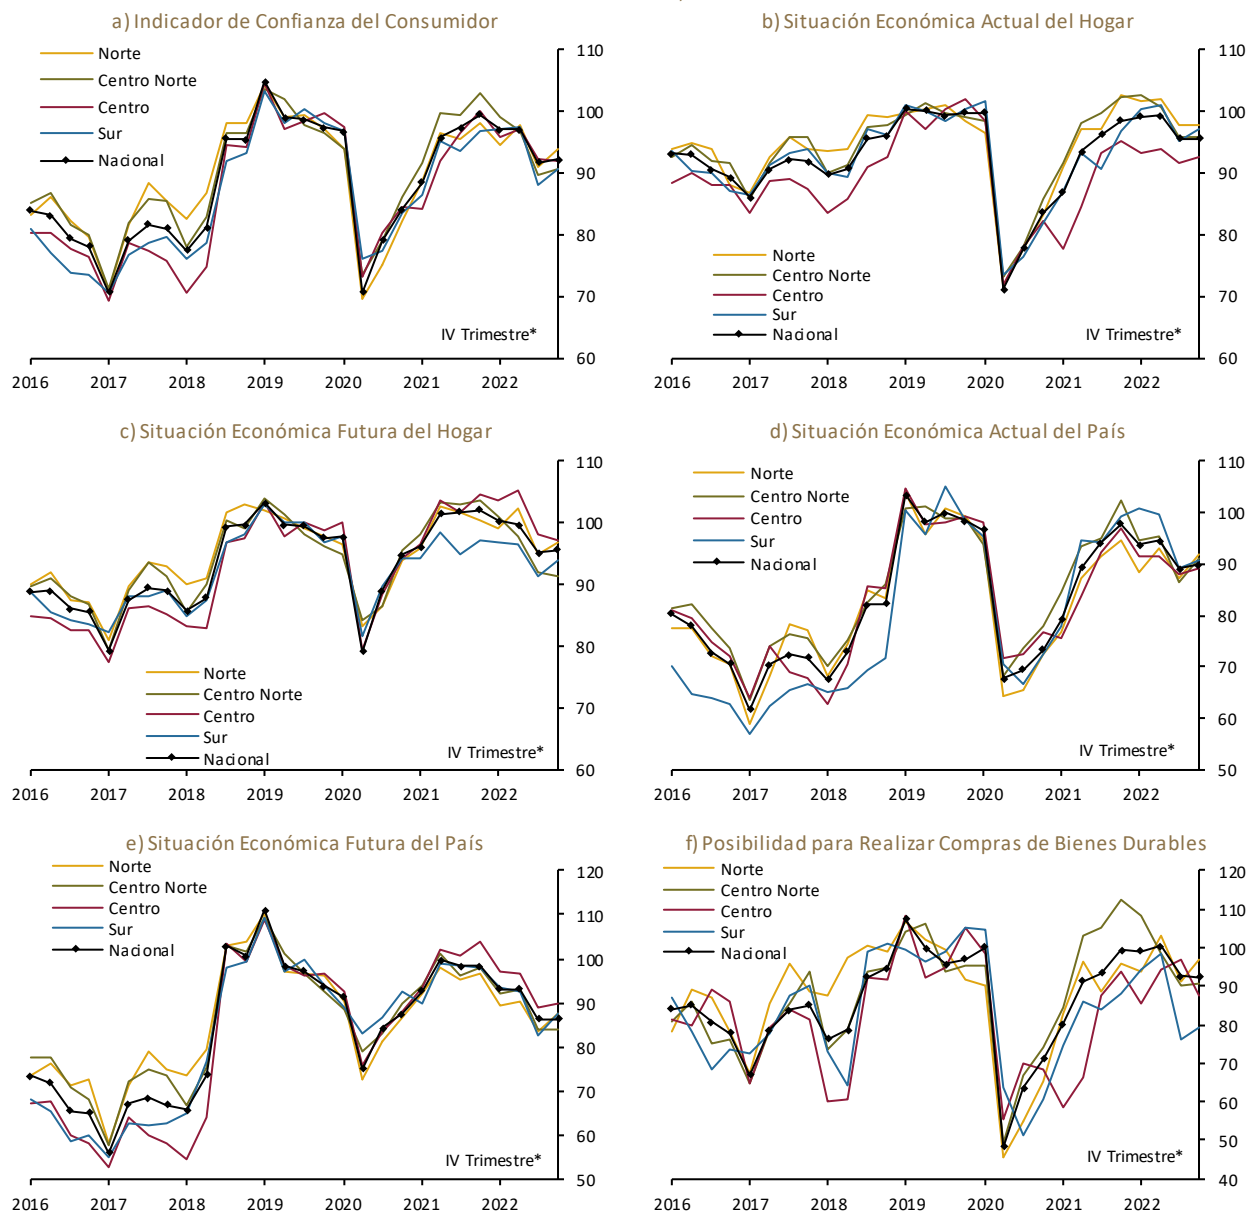 a) Indicador de Confianza del Consumidor
Norte
Centro Norte
Centro
Sur
Nacional
110
100
90
80
70
60
IV Trimestre*
2016 2017 2018 2019 2020 2021 2022
b) Situación Económica Actual del Hogar
110
100
90
80
70
60
Norte
Centro Norte
Centro
Sur
Nacional
IV Trimestre*
2016 2017 2018 2019 2020 2021 2022
c) Situación Económica Futura del Hogar
110
100
90
80
70
60
Norte
Centro Norte
Centro
Sur
Nacional
IV Trimestre*
2016 2017 2018 2019 2020 2021 2022
d) Situación Económica Actual del País
Norte
Centro Norte
Centro
Sur
Nacional
110
100
90
80
70
60
50
IV Trimestre*
2016 2017 2018 2019 2020 2021 2022
e) Situación Económica Futura del País
Norte
Centro Norte
Centro
Sur
Nacional
120
110
100
90
80
70
60
50
IV Trimestre*
2016 2017 2018 2019 2020 2021 2022
f) Posibilidad para Realizar Compras de Bienes Durables
Norte
Centro Norte
Centro
Sur
Nacional
120
110
100
90
80
70
60
50
40
IV Trimestre*
2016 2017 2018 2019 2020 2021 2022